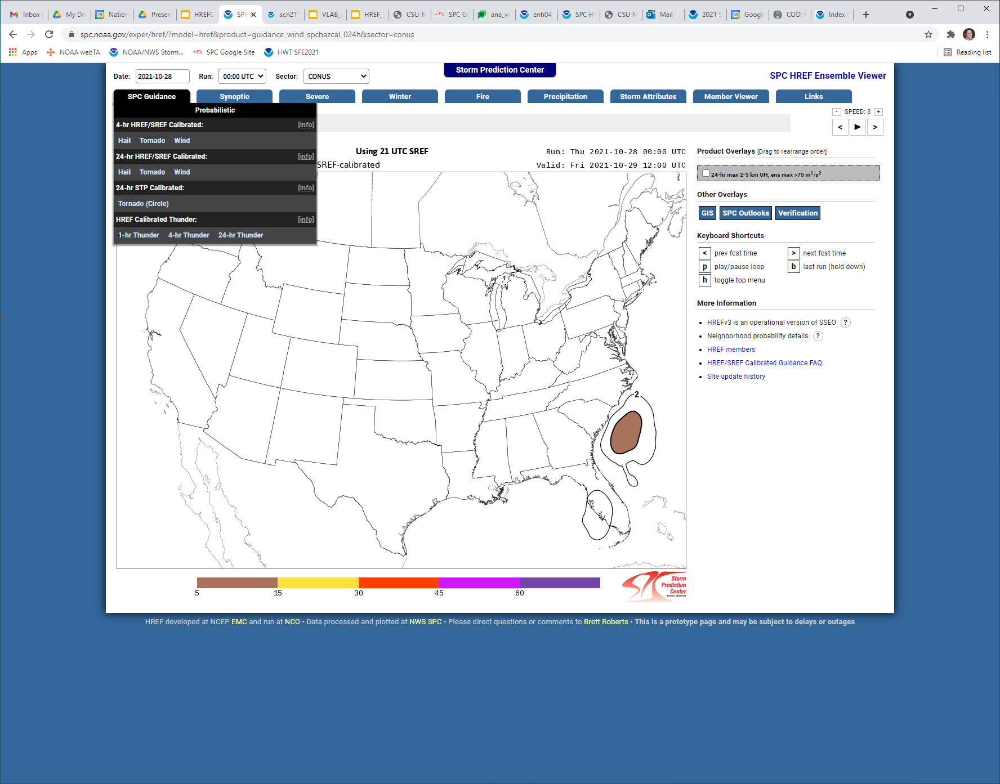 Inbox (
My Dri
28 Nation
Presen
HREFC
SPC
scn21-
VLAB_
HREF_
CSU-M
SPC Go
ana_w
enh04_
SPC H
CSU-M
Mail -
2021 S
28 Google
COD: F
Index o
spc.noaa.gov/exper/href/?model=href&product=guidance_wind_spchazcal_024h&sector=conus
Apps
NOAA webTA
NOAA/NWS Storm...
SPC Google Site
HWT SFE2021
Reading list
Date: 2021-10-28 Run: 00:00 UTC Sector: CONUS
Storm Prediction Center
SPC HREF Ensemble Viewer
SPC Guidance Synoptic Severe Winter Fire Precipitation Storm Attributes Member Viewer Links
Probabilistic
4-hr HREF/SREF Calibrated: [info]
Hail Tornado Wind
24-hr HREF/SREF Calibrated: [info]
Hail Tornado Wind
24-hr STP Calibrated: [info]
Tornado (Circle)
HREF Calibrated Thunder: [info]
1-hr Thunder 4-hr Thunder 24-hr Thunder
- SPEED: 3 +
< >
Using 21 UTC SREF
SREF-calibrated
Run: Thu 2021-10-28 00:00 UTC
Valid: Fri 2021-10-29 12:00 UTC
2
5 15 30 45 60
Storm
Prediction
Center
Norman, Oklahoma
Product Overlays [Drag to rearrange order]
24-hr max 2-5 km UH, ens max >75 m²/s²
Other Overlays
GIS SPC Outlooks Verification
Keyboard Shortcuts
< prev fcst time > next fcst time
p play/pause loop b last run (hold down)
h toggle top menu
More Information
• HREFv3 is an operational version of SSEO ?
• Neighborhood probability details ?
• HREF members
• HREF/SREF Calibrated Guidance FAQ
• Site update history
HREF developed at NCEP EMC and run at NCO • Data processed and plotted at NWS SPC • Please direct questions or comments to Brett Roberts • This is a prototype page and may be subject to delays or outages